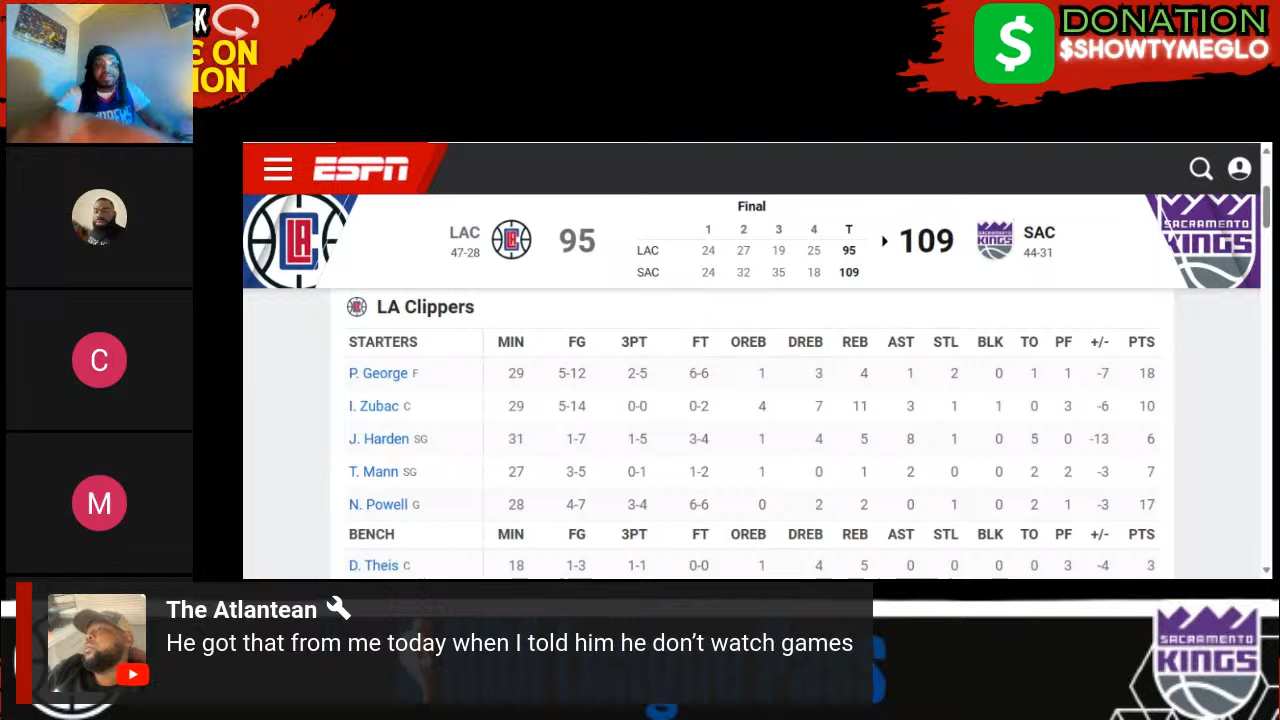 K
E ON
ION
DONATION
$SHOWTYMEGLO
ESPN
Final
LAC
47-28
95
1 2 3 4 T
LAC 24 27 19 25 95
SAC 24 32 35 18 109
109
SAC
44-31
LA
SACRAMENTO
KINGS
LA Clippers
STARTERS MIN FG 3PT FT OREB DREB REB AST STL BLK TO PF +/- PTS
P. George F 29 5-12 2-5 6-6 1 3 4 1 2 0 1 1 -7 18
I. Zubac C 29 5-14 0-0 0-2 4 7 11 3 1 1 0 3 -6 10
J. Harden SG 31 1-7 1-5 3-4 1 4 5 8 1 0 5 0 -13 6
T. Mann SG 27 3-5 0-1 1-2 1 0 1 2 0 0 2 2 -3 7
N. Powell G 28 4-7 3-4 6-6 0 2 2 0 1 0 2 1 -3 17
BENCH MIN FG 3PT FT OREB DREB REB AST STL BLK TO PF +/- PTS
D. Theis C 18 1-3 1-1 0-0 1 4 5 0 0 0 0 3 -4 3
C
M
The Atlantean
He got that from me today when I told him he don’t watch games
SACRAMENTO
KINGS